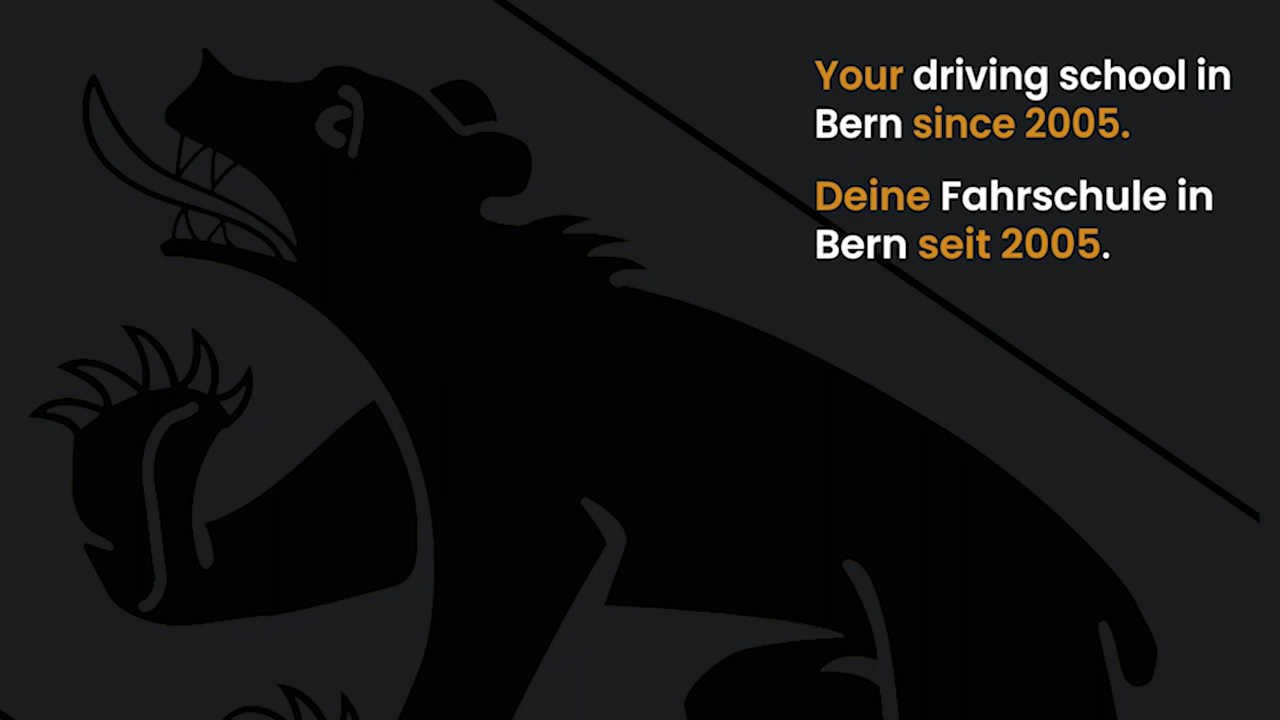 Your driving school in
Bern since 2005.
Deine Fahrschule in
Bern seit 2005.